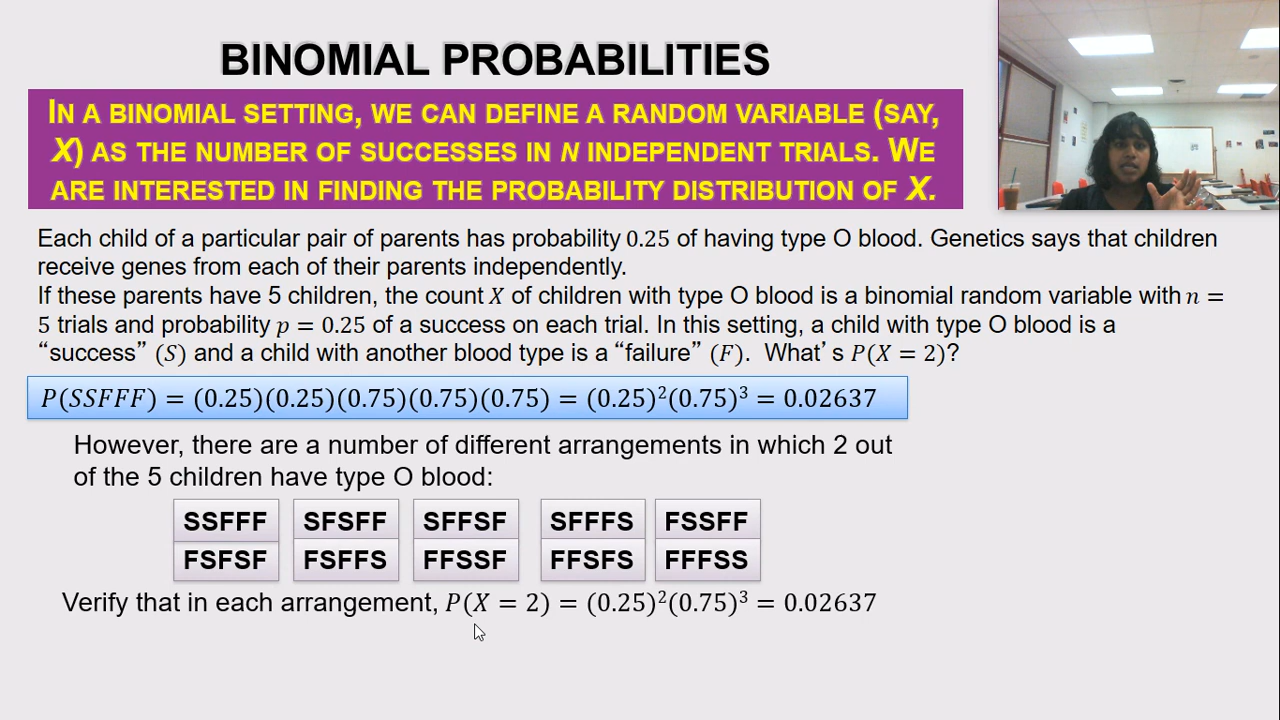 BINOMIAL PROBABILITIES
IN A BINOMIAL SETTING, WE CAN DEFINE A RANDOM VARIABLE (SAY,
X) AS THE NUMBER OF SUCCESSES IN N INDEPENDENT TRIALS. WE
ARE INTERESTED IN FINDING THE PROBABILITY DISTRIBUTION OF X.
Each child of a particular pair of parents has probability 0.25 of having type O blood. Genetics says that children
receive genes from each of their parents independently.
If these parents have 5 children, the count X of children with type O blood is a binomial random variable with n =
5 trials and probability p = 0.25 of a success on each trial. In this setting, a child with type O blood is a
“success” (S) and a child with another blood type is a “failure” (F). What’s P(X = 2)?
P(SSFFF) = (0.25)(0.25)(0.75)(0.75)(0.75) = (0.25)²(0.75)³ = 0.02637
However, there are a number of different arrangements in which 2 out
of the 5 children have type O blood:
SSFFF SFSFF SFFSF SFFFS FSSFF
FSFSF FSFFS FFSSF FFSFS FFFSS
Verify that in each arrangement, P(X = 2) = (0.25)²(0.75)³ = 0.02637